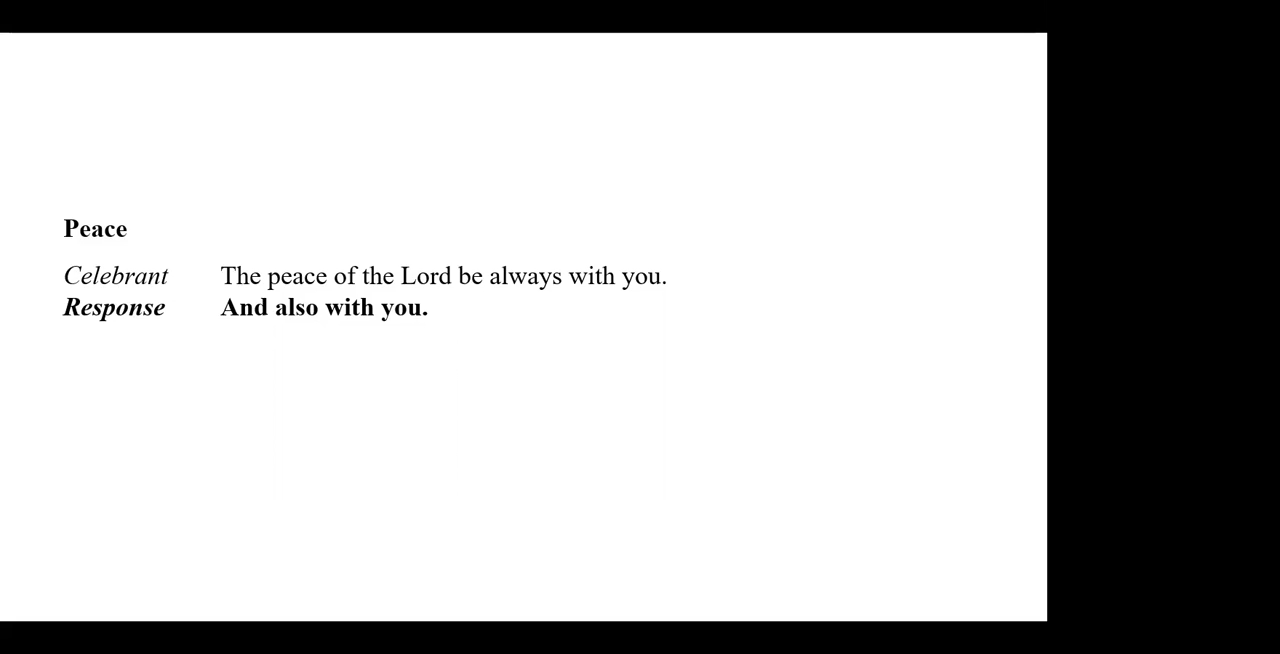 Peace
Celebrant The peace of the Lord be always with you.
Response And also with you.